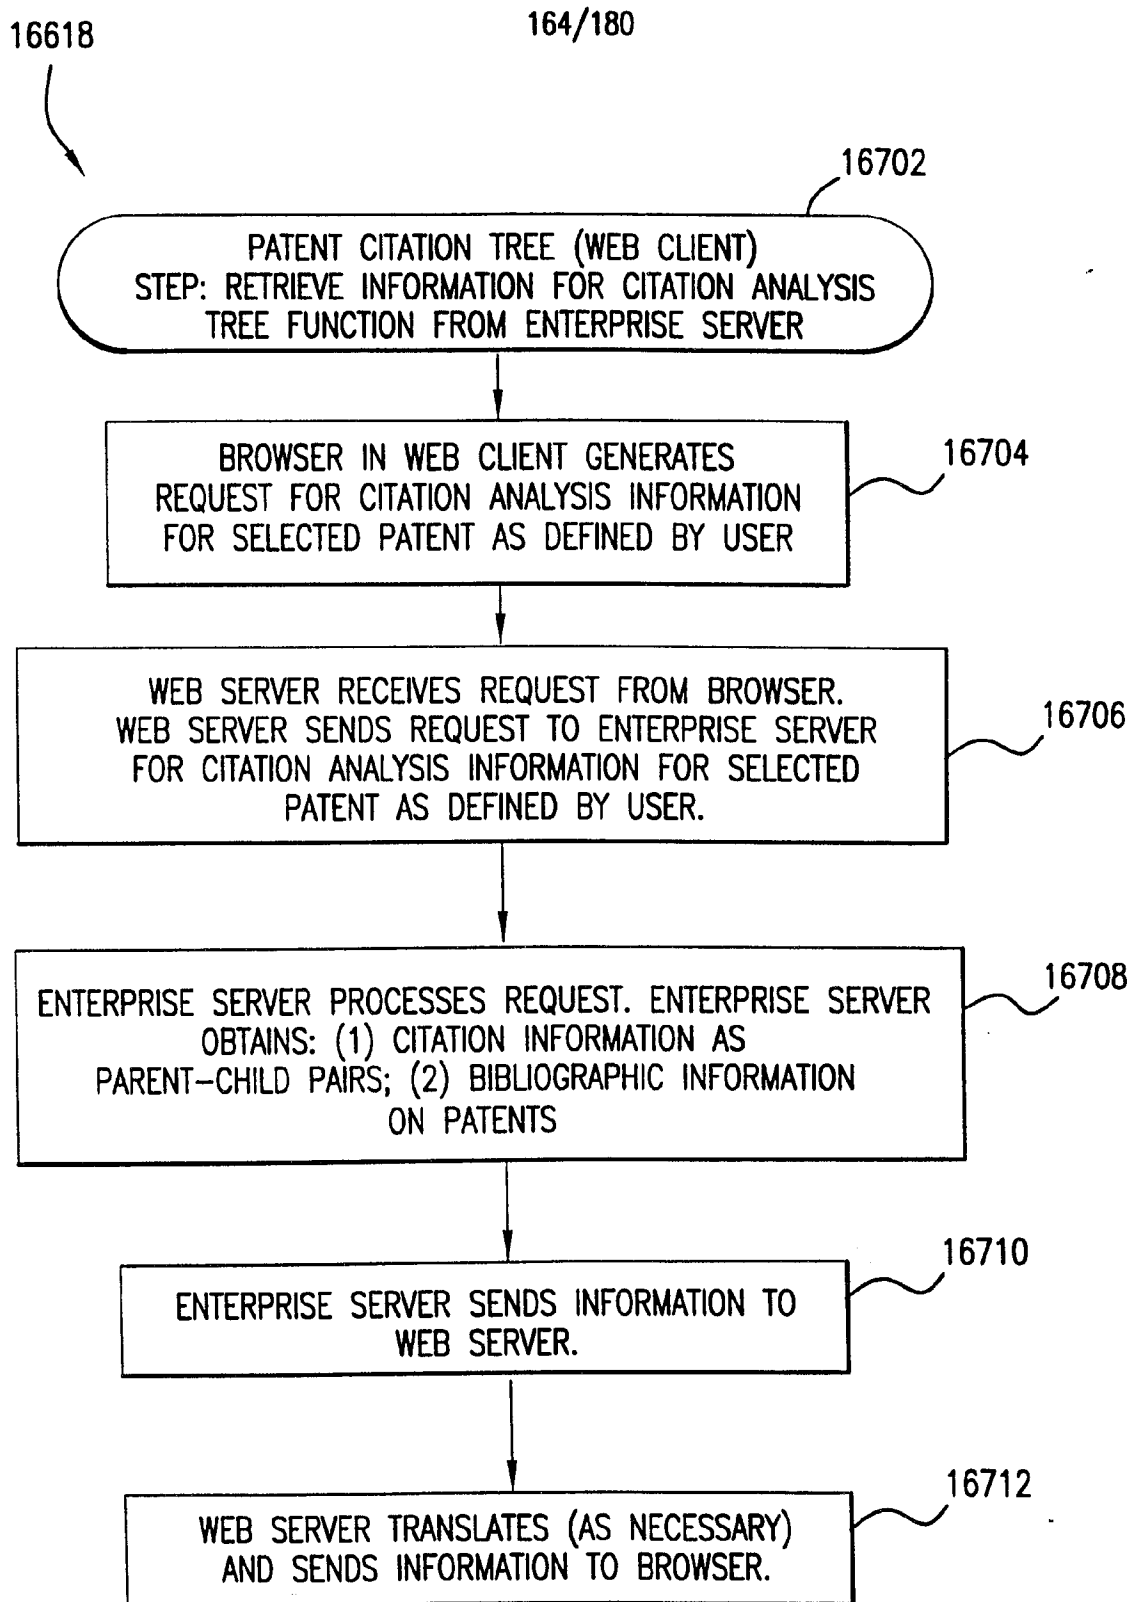 164/180
16618
16702
PATENT CITATION TREE (WEB CLIENT)
STEP: RETRIEVE INFORMATION FOR CITATION ANALYSIS
TREE FUNCTION FROM ENTERPRISE SERVER
16704
BROWSER IN WEB CLIENT GENERATES
REQUEST FOR CITATION ANALYSIS INFORMATION
FOR SELECTED PATENT AS DEFINED BY USER
16706
WEB SERVER RECEIVES REQUEST FROM BROWSER.
WEB SERVER SENDS REQUEST TO ENTERPRISE SERVER
FOR CITATION ANALYSIS INFORMATION FOR SELECTED
PATENT AS DEFINED BY USER.
16708
ENTERPRISE SERVER PROCESSES REQUEST. ENTERPRISE SERVER
OBTAINS: (1) CITATION INFORMATION AS
PARENT-CHILD PAIRS; (2) BIBLIOGRAPHIC INFORMATION
ON PATENTS
16710
ENTERPRISE SERVER SENDS INFORMATION TO
WEB SERVER.
16712
WEB SERVER TRANSLATES (AS NECESSARY)
AND SENDS INFORMATION TO BROWSER.